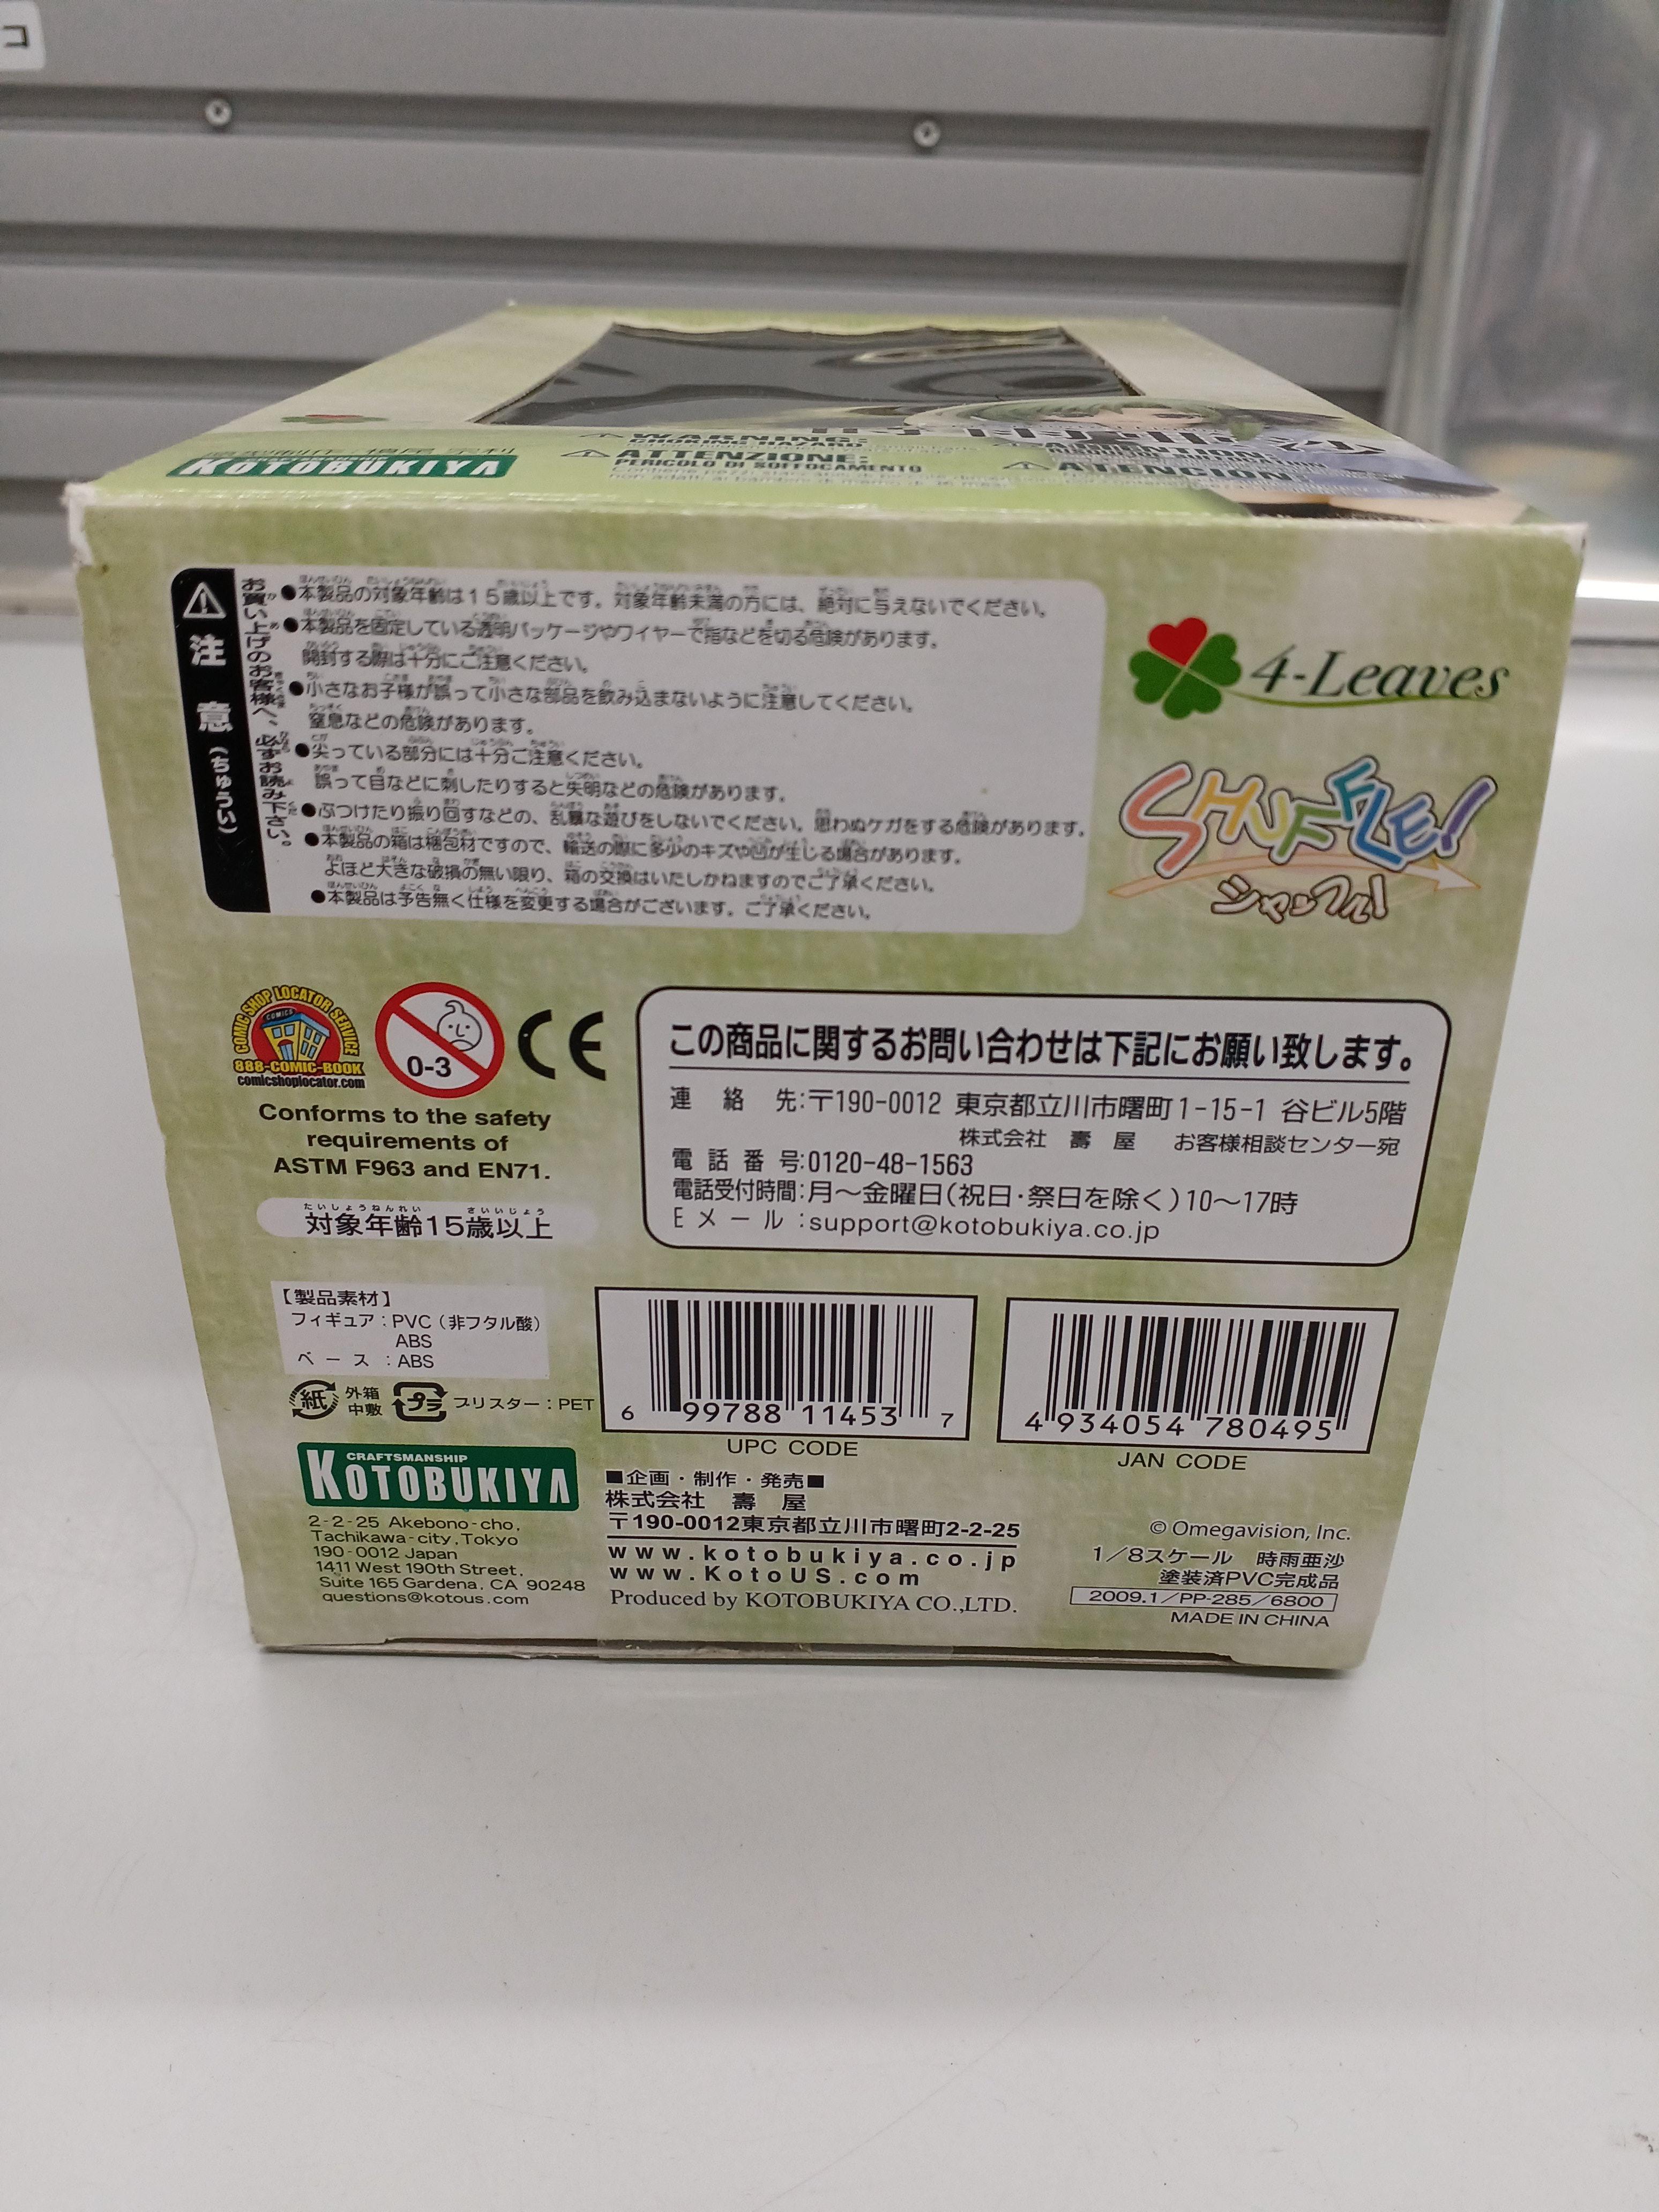 コ
KOTOBUKIYA
WARNING:
CHOKING HAZARD
ATTENZIONE:
PERICOLO DI SOFFOCAMENTO
ATENCION:
注意(ちゅうい)
お買い上げのお客様へ、必ずお読み下さい。
●本製品の対象年齢は15歳以上です。対象年齢未満の方には、絶対に与えないでください。
●本製品を固定している透明パッケージやワイヤーで指などを切る危険があります。
開封する際は十分にご注意ください。
●小さなお子様が誤って小さな部品を飲み込まないように注意してください。
窒息などの危険があります。
●尖っている部分には十分ご注意ください。
誤って目などに刺したりすると失明などの危険があります。
●ぶつけたり振り回すなどの、乱暴な遊びをしないでください。思わぬケガをする危険があります。
●本製品の箱は梱包材ですので、輸送の際に多少のキズや凹が生じる場合があります。
よほど大きな破損の無い限り、箱の交換はいたしかねますのでご了承ください。
●本製品は予告無く仕様を変更する場合がございます。ご了承ください。
4-Leaves
SHUFFLE!
シャッフル!
COMIC SHOP LOCATOR SERVICE
COMICS
888-COMIC-BOOK
comicshoplocator.com
0-3
CE
Conforms to the safety
requirements of
ASTM F963 and EN71.
対象年齢15歳以上
この商品に関するお問い合わせは下記にお願い致します。
連絡先:〒190-0012 東京都立川市曙町1-15-1 谷ビル5階
株式会社 壽屋 お客様相談センター宛
電話番号:0120-48-1563
電話受付時間:月〜金曜日(祝日・祭日を除く)10〜17時
Eメール:support@kotobukiya.co.jp
【製品素材】
フィギュア:PVC(非フタル酸)
ABS
ベース:ABS
紙 外箱 中敷 プラ ブリスター:PET
6 99788 11453 7
UPC CODE
4 934054 780495
JAN CODE
CRAFTSMANSHIP
KOTOBUKIYA
2-2-25 Akebono-cho,
Tachikawa-city, Tokyo
190-0012 Japan
1411 West 190th Street,
Suite 165 Gardena, CA 90248
questions@kotous.com
■企画・制作・発売■
株式会社 壽屋
〒190-0012東京都立川市曙町2-2-25
www.kotobukiya.co.jp
www.KotoUS.com
Produced by KOTOBUKIYA CO.,LTD.
© Omegavision, Inc.
1/8スケール 時雨亜沙
塗装済PVC完成品
2009.1/PP-285/6800
MADE IN CHINA